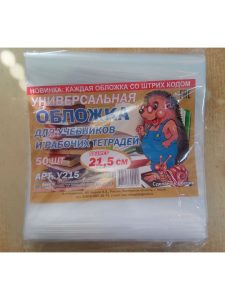 НОВИНКА: КАЖДАЯ ОБЛОЖКА СО ШТРИХ КОДОМ
УНИВЕРСАЛЬНАЯ
ОБЛОЖКА
ДЛЯ УЧЕБНИКОВ
И РАБОЧИХ ТЕТРАДЕЙ
50 ШТ.
РАЗМЕР
21,5 СМ
АРТ. У215